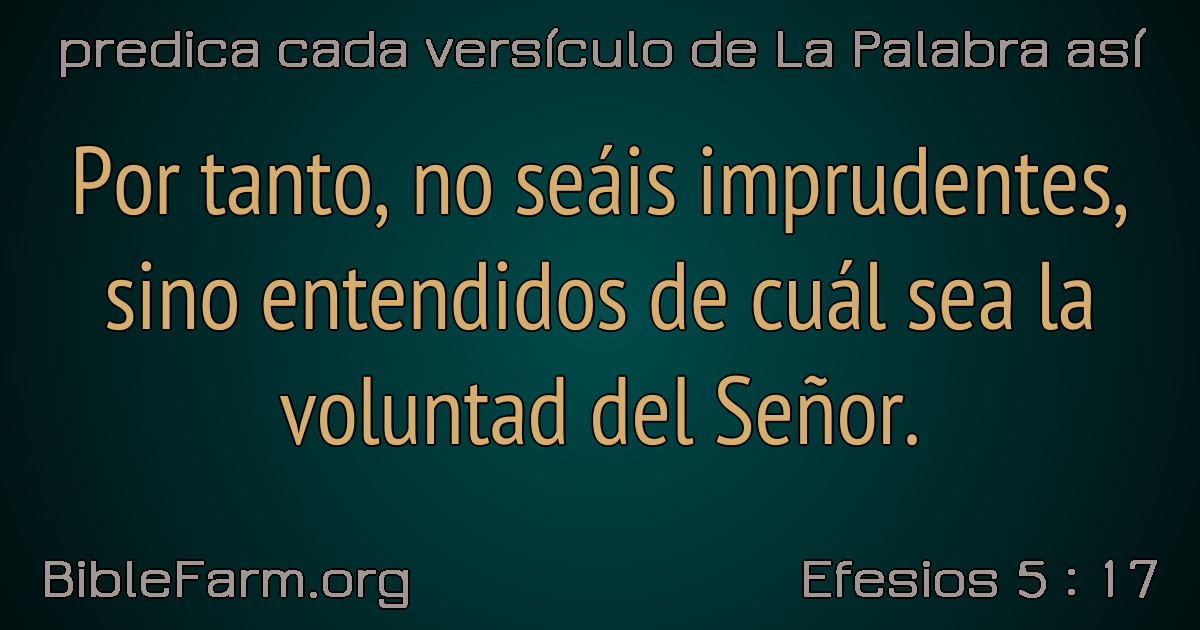 predica cada versículo de La Palabra así
Por tanto, no seáis imprudentes,
sino entendidos de cuál sea la
voluntad del Señor.
BibleFarm.org
Efesios 5 : 17